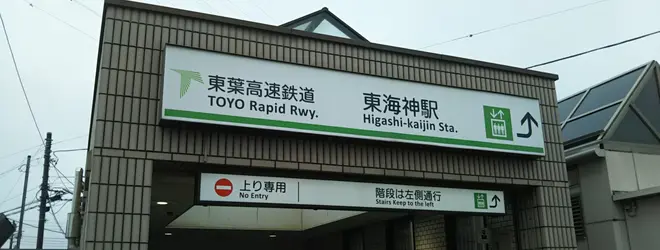 東葉高速鉄道
TOYO Rapid Rwy.
東海神駅
Higashi-kaijin Sta.
上り専用
No Entry
階段は左側通行
Stairs Keep to the left